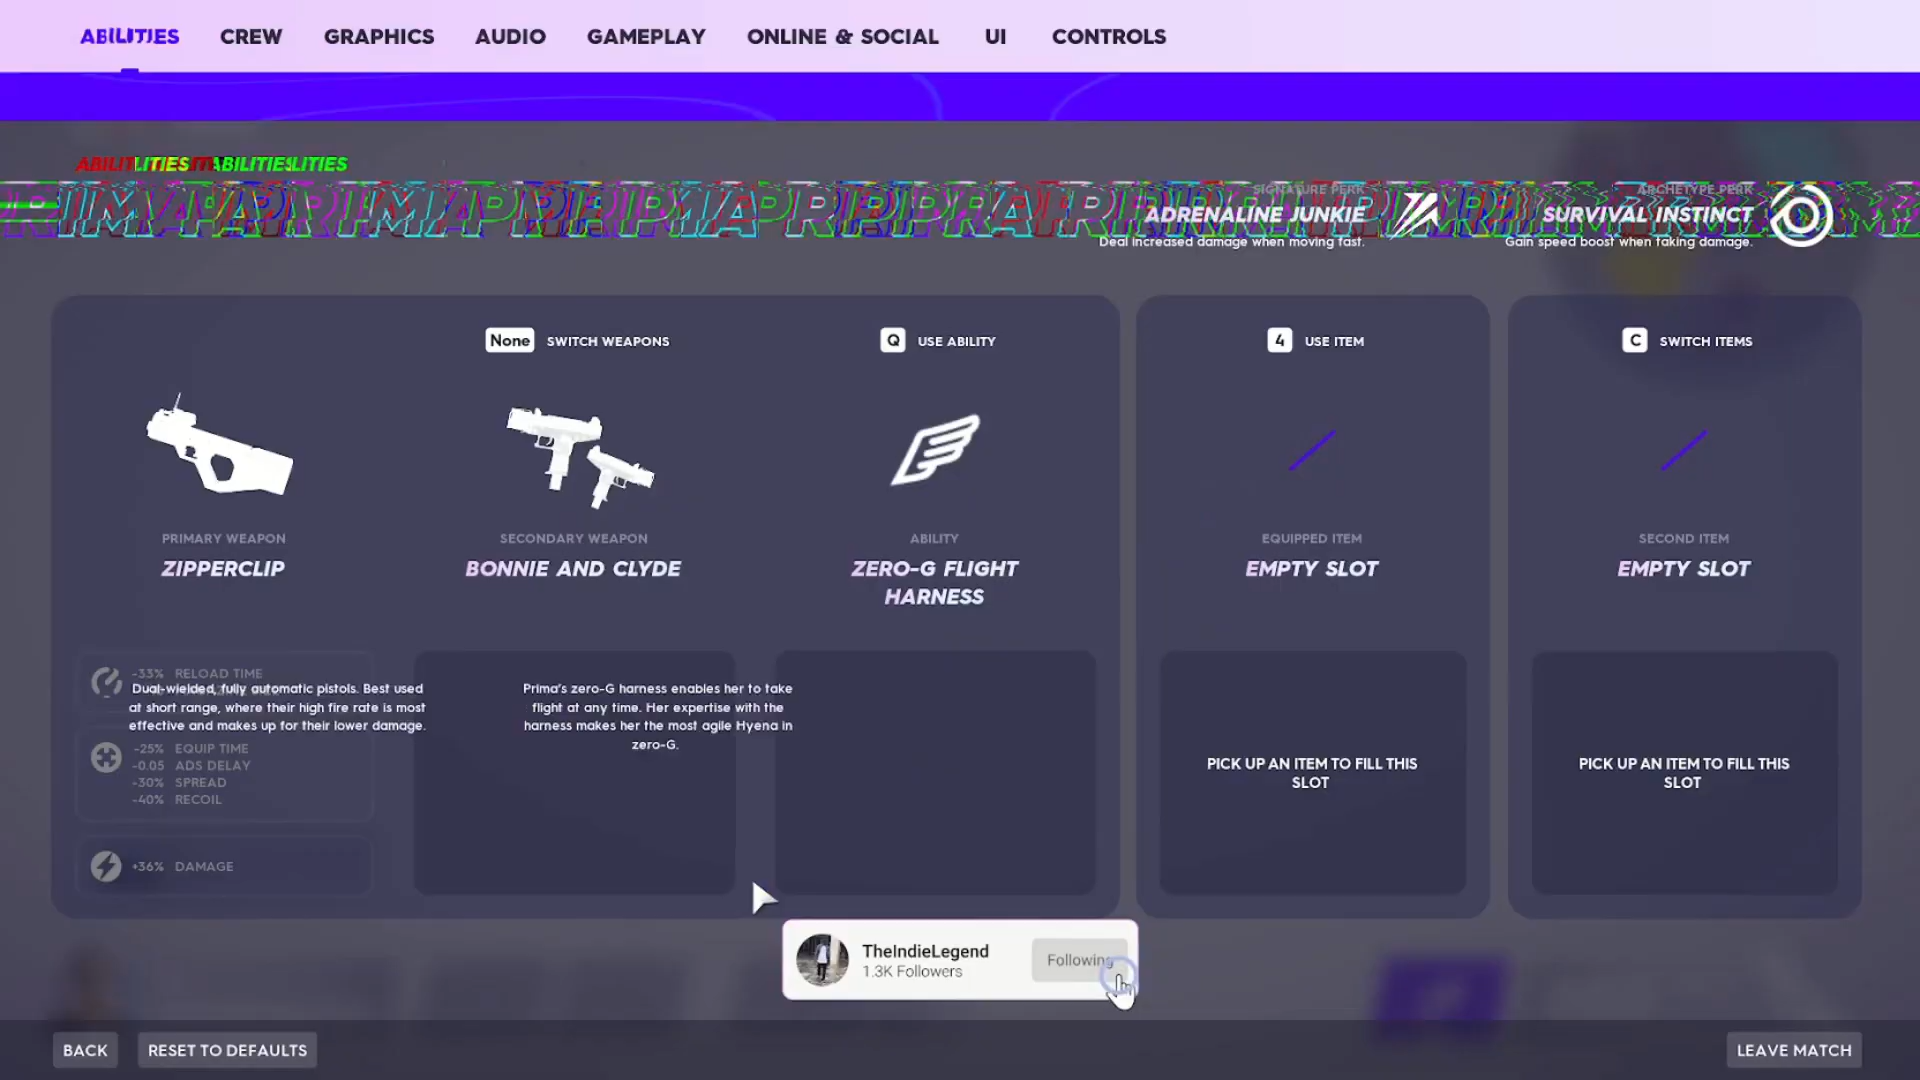 ABILITIES CREW GRAPHICS AUDIO GAMEPLAY ONLINE & SOCIAL UI CONTROLS
SIGNATURE PERK
ADRENALINE JUNKIE
Deal increased damage when moving fast.
ARCHETYPE PERK
SURVIVAL INSTINCT
Gain speed boost when taking damage.
None SWITCH WEAPONS
Q USE ABILITY
4 USE ITEM
C SWITCH ITEMS
PRIMARY WEAPON
ZIPPERCLIP
SECONDARY WEAPON
BONNIE AND CLYDE
ABILITY
ZERO-G FLIGHT
HARNESS
EQUIPPED ITEM
EMPTY SLOT
SECOND ITEM
EMPTY SLOT
-33% RELOAD TIME
Dual-wielded, fully automatic pistols. Best used
at short range, where their high fire rate is most
effective and makes up for their lower damage.
-25% EQUIP TIME
-0.05 ADS DELAY
-30% SPREAD
-40% RECOIL
+36% DAMAGE
Prima's zero-G harness enables her to take
flight at any time. Her expertise with the
harness makes her the most agile Hyena in
zero-G.
PICK UP AN ITEM TO FILL THIS
SLOT
PICK UP AN ITEM TO FILL THIS
SLOT
TheIndieLegend
1.3K Followers
Following
BACK RESET TO DEFAULTS LEAVE MATCH